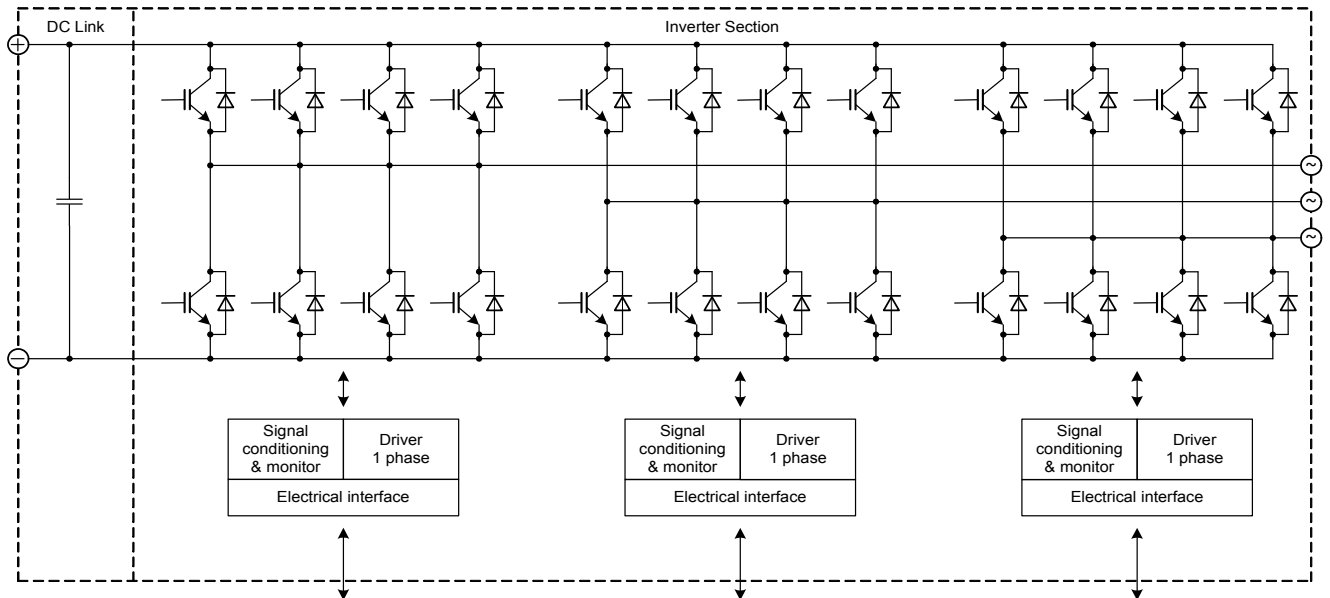 DC Link
Inverter Section
+
~
~
~
−
Signal
conditioning
& monitor
Driver
1 phase
Electrical interface
Signal
conditioning
& monitor
Driver
1 phase
Electrical interface
Signal
conditioning
& monitor
Driver
1 phase
Electrical interface